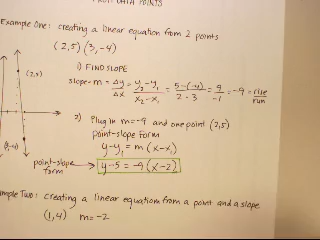 FROM DATA POINTS
Example One: creating a linear equation from 2 points
(2,5) (3,-4)
1) FIND SLOPE
slope = m = Δy/Δx = y₂-y₁/x₂-x₁ = 5-(-4)/2-3 = 9/-1 = -9 = rise/run
(2,5)
2) Plug in m=-9 and one point (2,5)
point-slope form
y-y₁ = m(x-x₁)
(3,-4)
point-slope form → y-5 = -9(x-2)
Example Two: creating a linear equation from a point and a slope
(1,4) m=-2